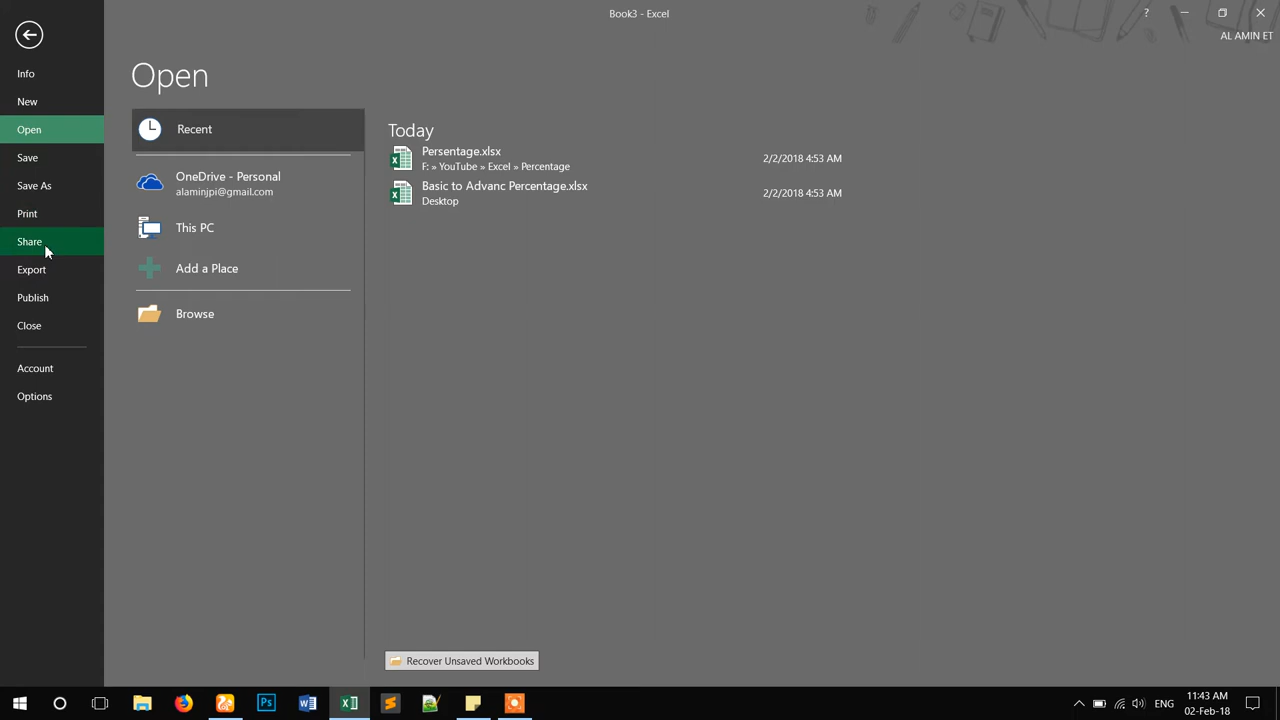 Book3 - Excel
?
AL AMIN ET
Info
New
Open
Save
Save As
Print
Share
Export
Publish
Close
Account
Options
Open
Recent
OneDrive - Personal
alaminjpi@gmail.com
This PC
Add a Place
Browse
Today
Persentage.xlsx
F: » YouTube » Excel » Percentage
2/2/2018 4:53 AM
Basic to Advanc Percentage.xlsx
Desktop
2/2/2018 4:53 AM
Recover Unsaved Workbooks
Ps
ENG
11:43 AM
02-Feb-18